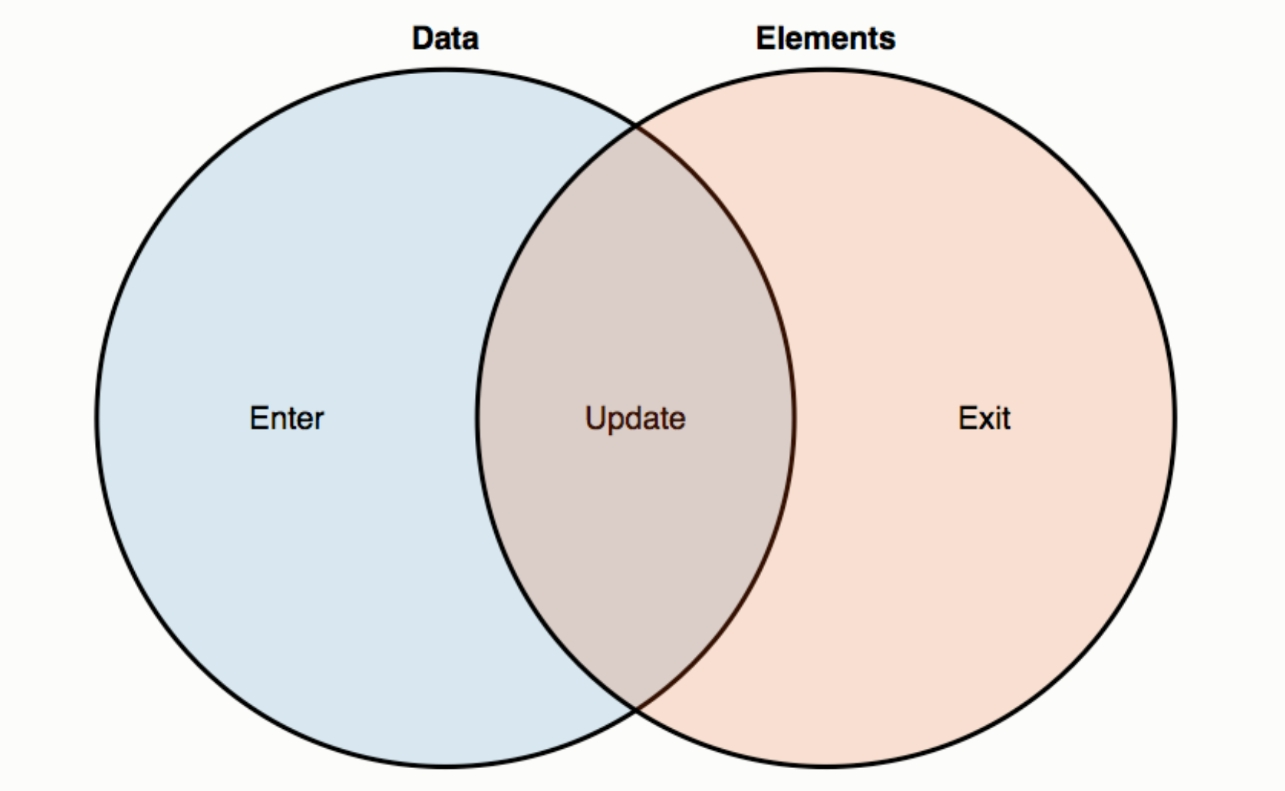 Data
Elements
Enter
Update
Exit